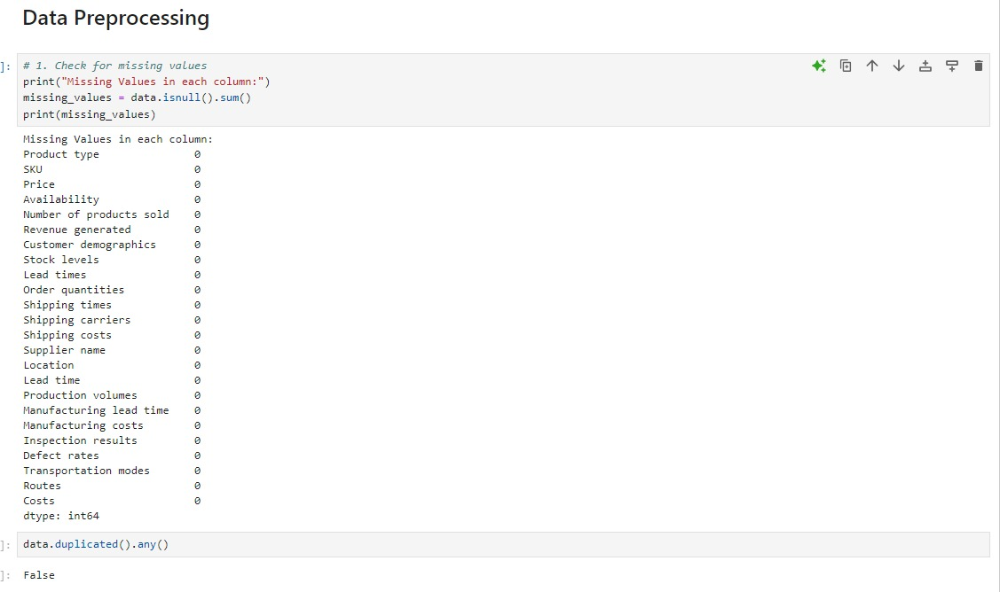 Data Preprocessing
]: # 1. Check for missing values
print("Missing Values in each column:")
missing_values = data.isnull().sum()
print(missing_values)
Missing Values in each column:
Product type 0
SKU 0
Price 0
Availability 0
Number of products sold 0
Revenue generated 0
Customer demographics 0
Stock levels 0
Lead times 0
Order quantities 0
Shipping times 0
Shipping carriers 0
Shipping costs 0
Supplier name 0
Location 0
Lead time 0
Production volumes 0
Manufacturing lead time 0
Manufacturing costs 0
Inspection results 0
Defect rates 0
Transportation modes 0
Routes 0
Costs 0
dtype: int64
]: data.duplicated().any()
]: False